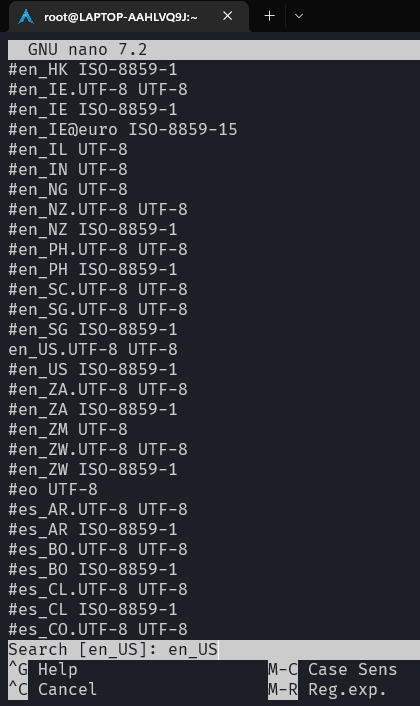 root@LAPTOP-AAHLVQ9J:~
GNU nano 7.2
#en_HK ISO-8859-1
#en_IE.UTF-8 UTF-8
#en_IE ISO-8859-1
#en_IE@euro ISO-8859-15
#en_IL UTF-8
#en_IN UTF-8
#en_NG UTF-8
#en_NZ.UTF-8 UTF-8
#en_NZ ISO-8859-1
#en_PH.UTF-8 UTF-8
#en_PH ISO-8859-1
#en_SC.UTF-8 UTF-8
#en_SG.UTF-8 UTF-8
#en_SG ISO-8859-1
en_US.UTF-8 UTF-8
#en_US ISO-8859-1
#en_ZA.UTF-8 UTF-8
#en_ZA ISO-8859-1
#en_ZM UTF-8
#en_ZW.UTF-8 UTF-8
#en_ZW ISO-8859-1
#eo UTF-8
#es_AR.UTF-8 UTF-8
#es_AR ISO-8859-1
#es_BO.UTF-8 UTF-8
#es_BO ISO-8859-1
#es_CL.UTF-8 UTF-8
#es_CL ISO-8859-1
#es_CO.UTF-8 UTF-8
Search [en_US]: en_US
^G Help M-C Case Sens
^C Cancel M-R Reg.exp.